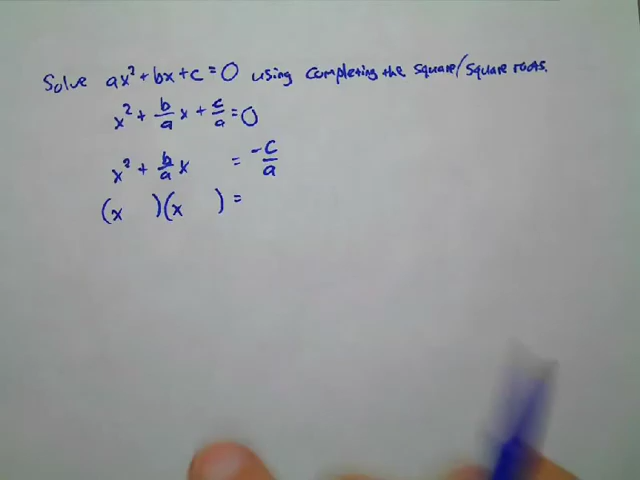 Solve ax² + bx + c = 0 using completing the square/square roots.
x² + b/a x + c/a = 0
x² + b/a x = -c/a
(x )(x ) =